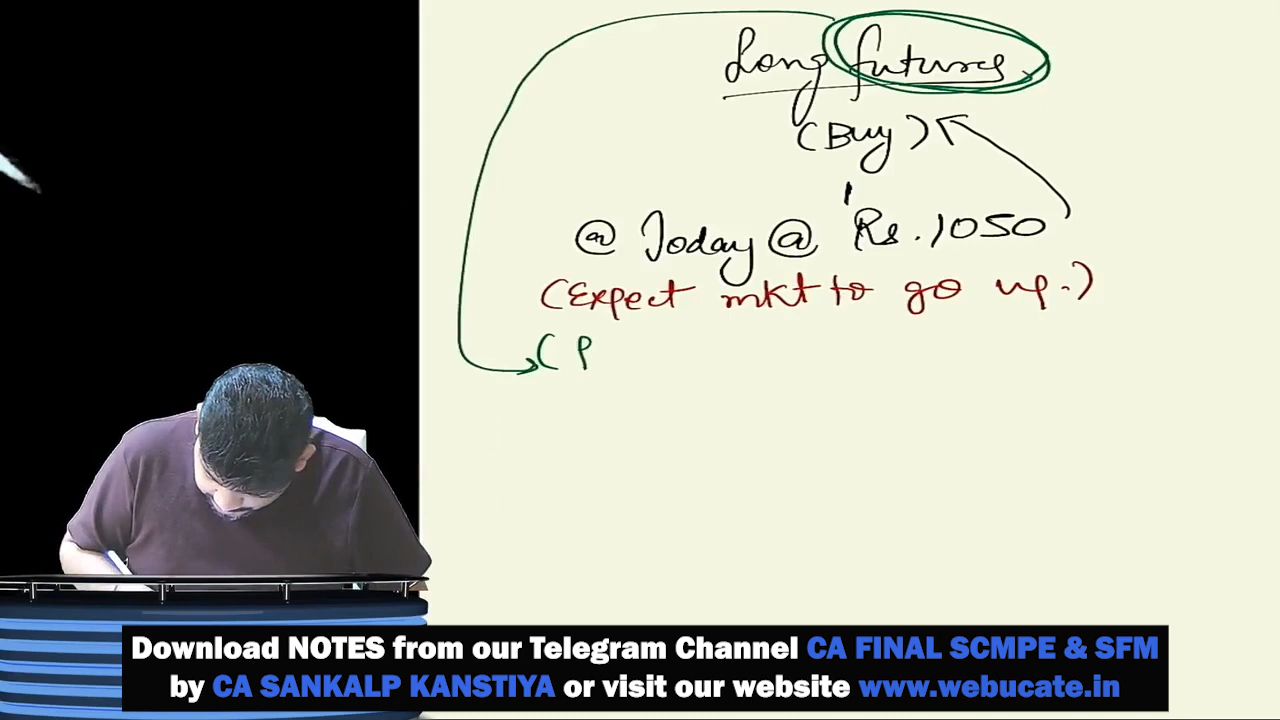 Long futures
(Buy)
@ Today @ Rs. 1050
(Expect mkt to go up.)
( P
Download NOTES from our Telegram Channel CA FINAL SCMPE & SFM
by CA SANKALP KANSTIYA or visit our website www.webucate.in